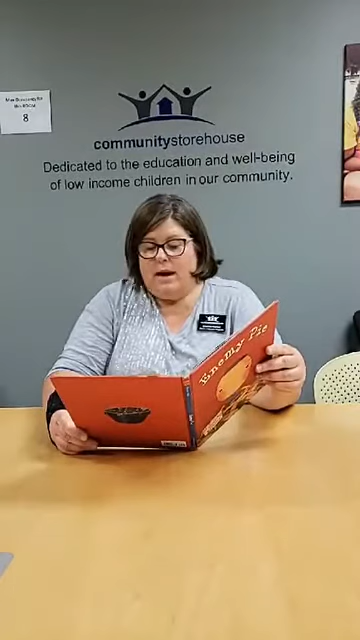 8
communitystorehouse
Dedicated to the education and well-being
of low income children in our community.
Enemy Pie